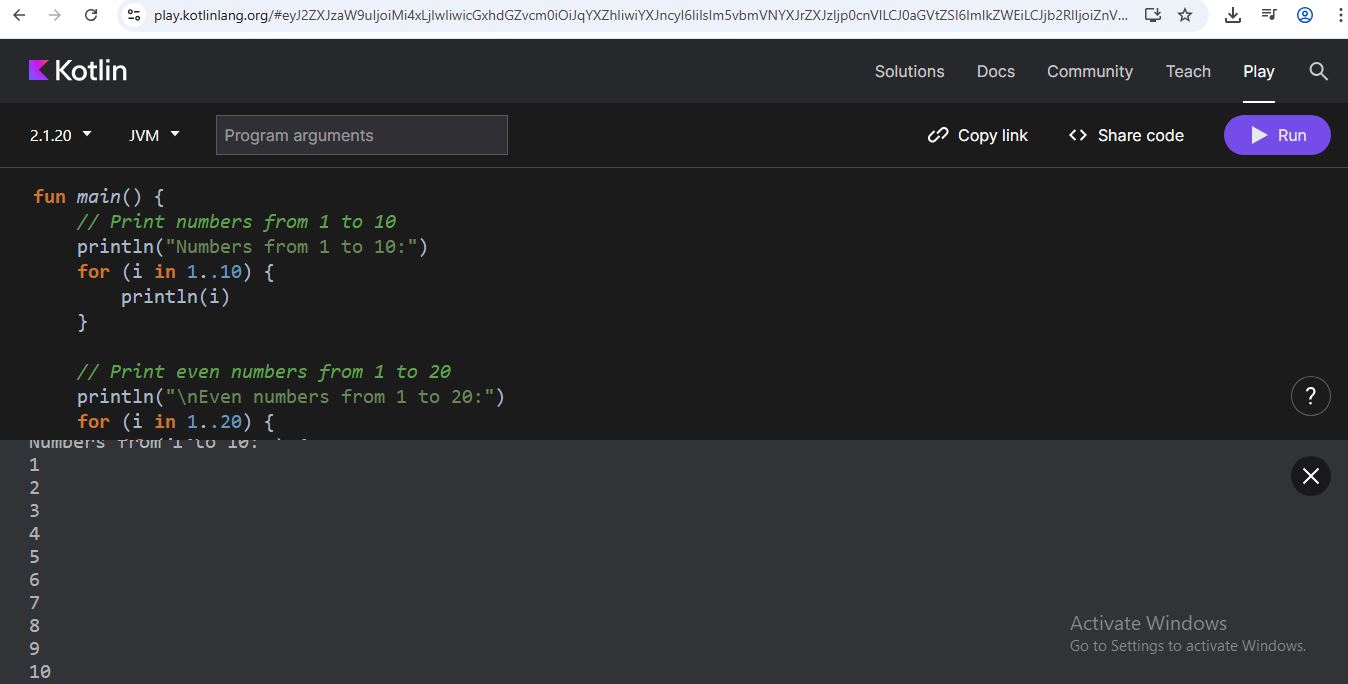 play.kotlinlang.org/#eyJ2ZXJzaW9uIjoiMi4xLjIwIiwicGxhdGZvcm0iOiJqYXZhIiwiYXJncyI6IiIsIm5vbmVNYXJrZXJzIjp0cnVlLCJ0aGVtZSI6ImlkZWEiLCJjb2RlIjoiZnV...
Kotlin
Solutions Docs Community Teach Play
2.1.20 JVM Program arguments Copy link <> Share code Run
fun main() {
// Print numbers from 1 to 10
println("Numbers from 1 to 10:")
for (i in 1..10) {
println(i)
}
// Print even numbers from 1 to 20
println("\nEven numbers from 1 to 20:")
for (i in 1..20) {
?
Numbers from 1 to 10:
1
2
3
4
5
6
7
8
9
10
Activate Windows
Go to Settings to activate Windows.